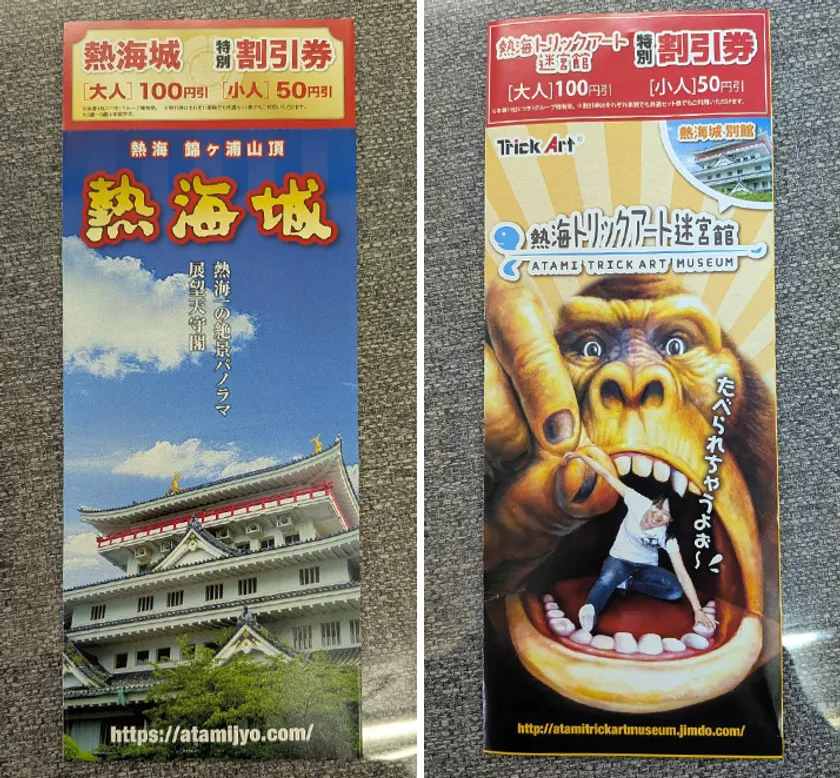 熱海城 特別 割引券
[大人] 100円引 [小人] 50円引
熱海 錦ヶ浦山頂
熱海城
熱海一の絶景パノラマ
展望天守閣
https://atamijyo.com/
熱海トリックアート迷宮館 特別 割引券
[大人] 100円引 [小人] 50円引
Trick Art
熱海城・別館
熱海トリックアート迷宮館
ATAMI TRICK ART MUSEUM
たべられちゃうよぉ〜!
http://atamitrickartmuseum.jimdo.com/